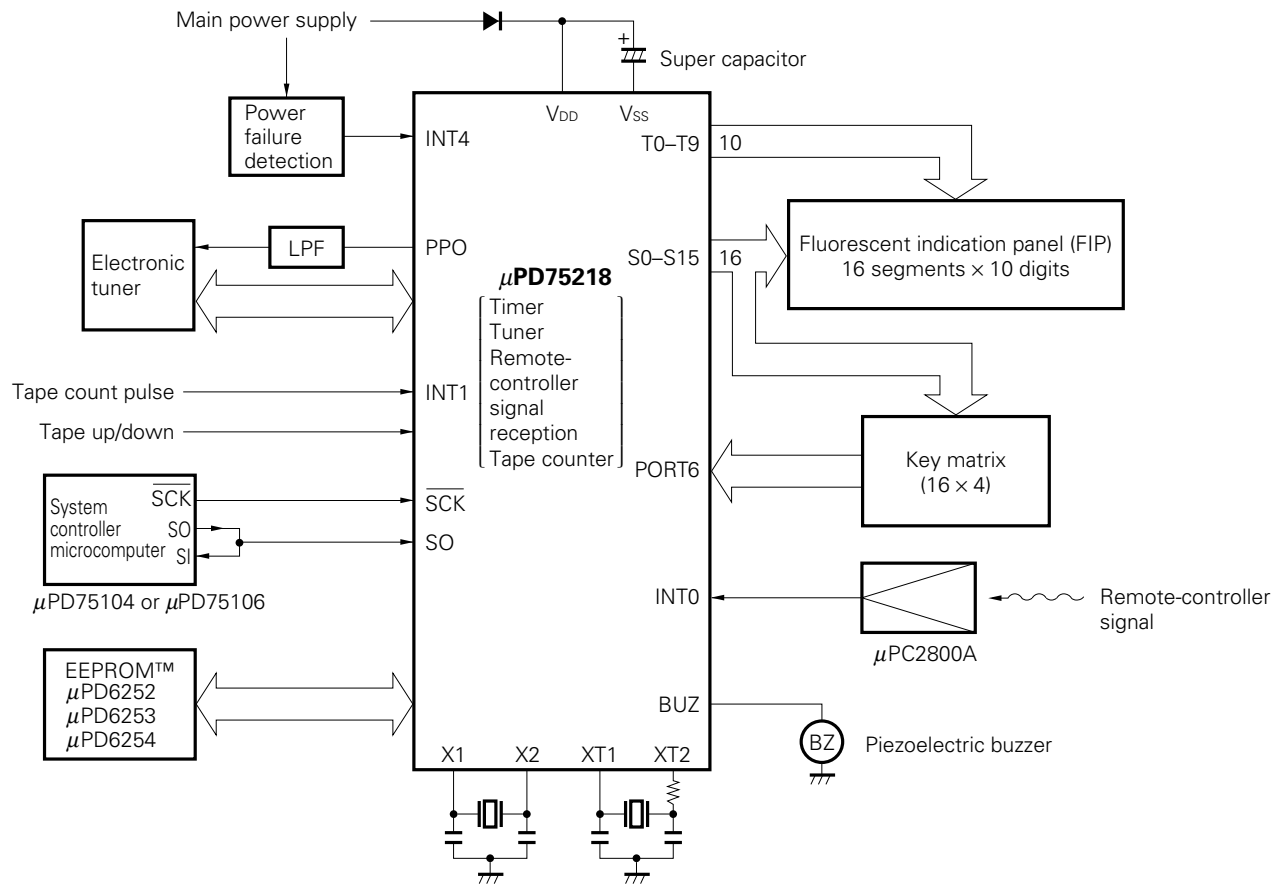 Main power supply
+
Super capacitor
Power
failure
detection
INT4
VDD
VSS
T0–T9
10
Electronic
tuner
LPF
PPO
S0–S15
16
Fluorescent indication panel (FIP)
16 segments × 10 digits
μPD75218
Timer
Tuner
Remote-
controller
signal
reception
Tape counter
Tape count pulse
INT1
Tape up/down
Key matrix
(16 × 4)
PORT6
System
controller
microcomputer
SCK
SO
SI
SCK
SO
μPD75104 or μPD75106
INT0
μPC2800A
Remote-controller
signal
EEPROM™
μPD6252
μPD6253
μPD6254
BUZ
BZ
Piezoelectric buzzer
X1
X2
XT1
XT2